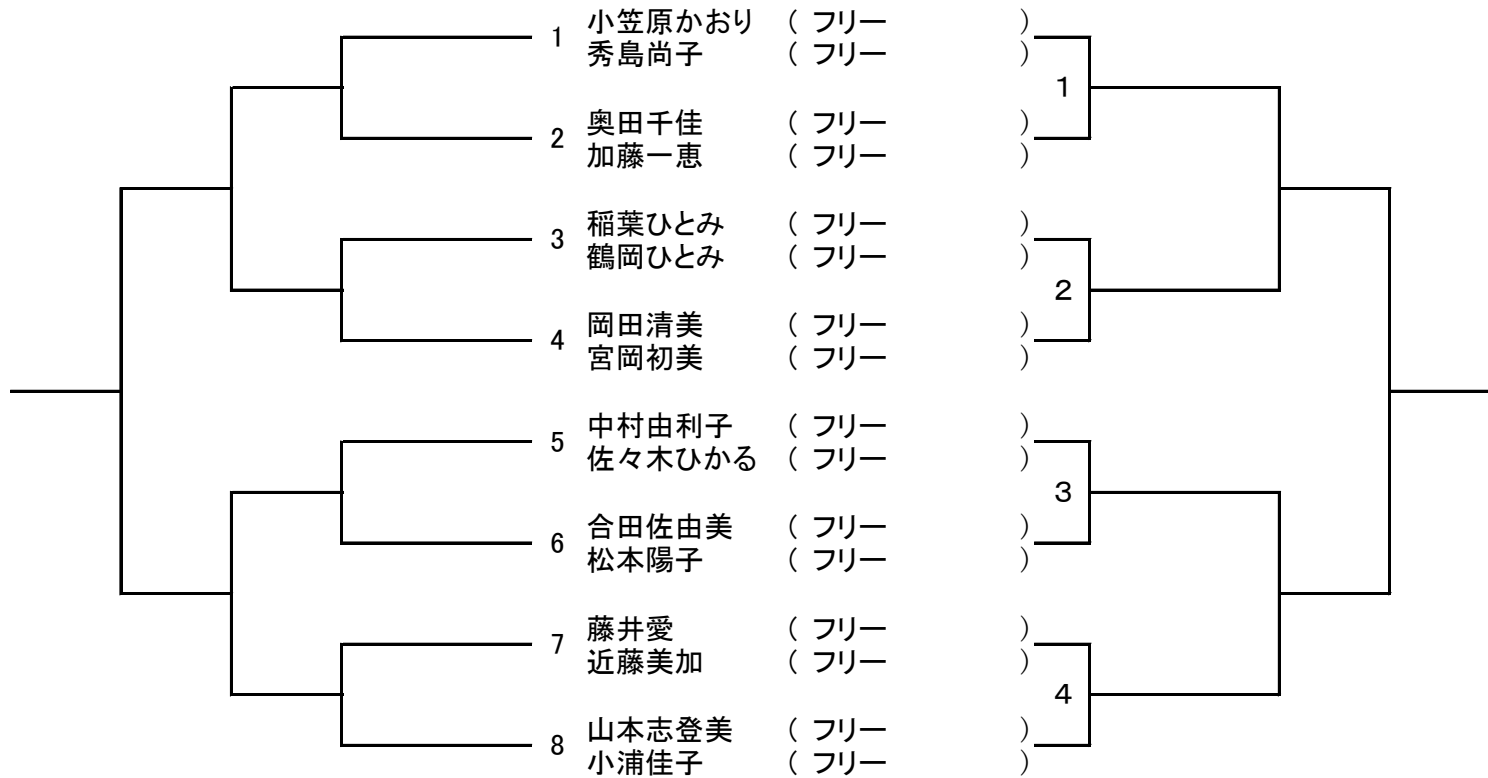 小笠原かおり ( フリー )
1
秀島尚子 ( フリー )
1
奥田千佳 ( フリー )
2
加藤一恵 ( フリー )
稲葉ひとみ ( フリー )
3
鶴岡ひとみ ( フリー )
2
岡田清美 ( フリー )
4
宮岡初美 ( フリー )
中村由利子 ( フリー )
5
佐々木ひかる ( フリー )
3
合田佐由美 ( フリー )
6
松本陽子 ( フリー )
藤井愛 ( フリー )
7
近藤美加 ( フリー )
4
山本志登美 ( フリー )
8
小浦佳子 ( フリー )